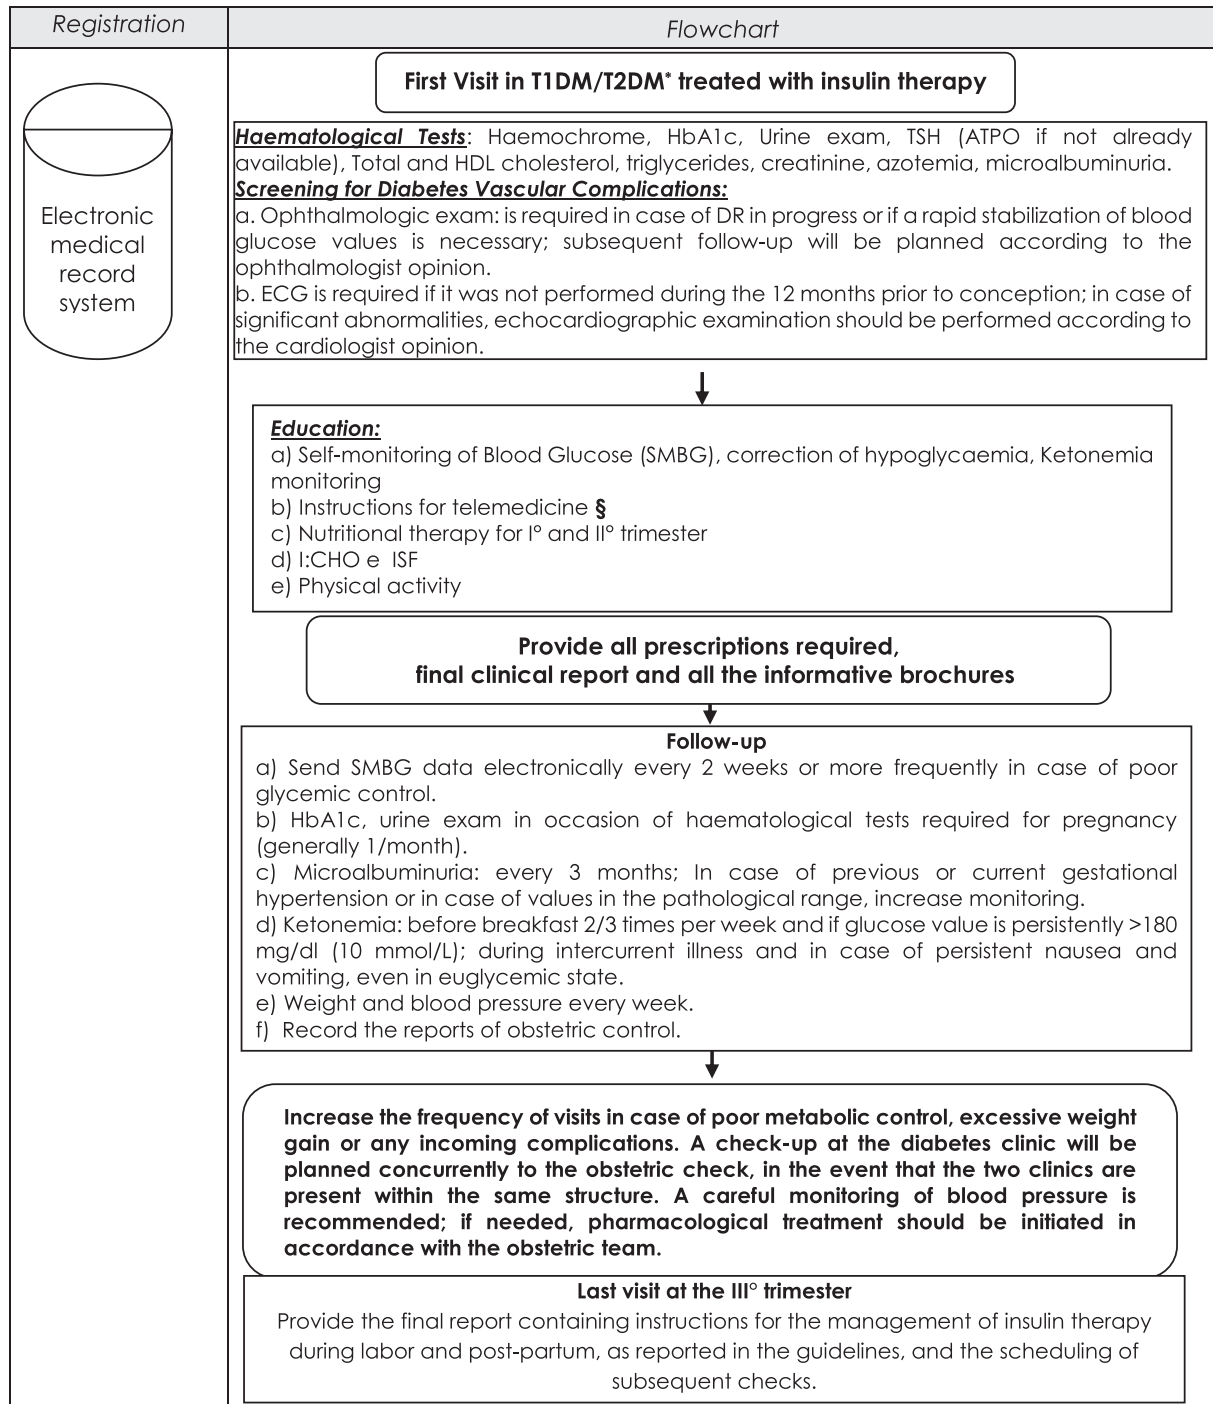 Registration
Flowchart
Electronic
medical
record
system
First Visit in T1DM/T2DM* treated with insulin therapy
Haematological Tests: Haemochrome, HbA1c, Urine exam, TSH (ATPO if not already
available), Total and HDL cholesterol, triglycerides, creatinine, azotemia, microalbuminuria.
Screening for Diabetes Vascular Complications:
a. Ophthalmologic exam: is required in case of DR in progress or if a rapid stabilization of blood
glucose values is necessary; subsequent follow-up will be planned according to the
ophthalmologist opinion.
b. ECG is required if it was not performed during the 12 months prior to conception; in case of
significant abnormalities, echocardiographic examination should be performed according to
the cardiologist opinion.
Education:
a) Self-monitoring of Blood Glucose (SMBG), correction of hypoglycaemia, Ketonemia
monitoring
b) Instructions for telemedicine §
c) Nutritional therapy for I° and II° trimester
d) I:CHO e ISF
e) Physical activity
Provide all prescriptions required,
final clinical report and all the informative brochures
Follow-up
a) Send SMBG data electronically every 2 weeks or more frequently in case of poor
glycemic control.
b) HbA1c, urine exam in occasion of haematological tests required for pregnancy
(generally 1/month).
c) Microalbuminuria: every 3 months; In case of previous or current gestational
hypertension or in case of values in the pathological range, increase monitoring.
d) Ketonemia: before breakfast 2/3 times per week and if glucose value is persistently >180
mg/dl (10 mmol/L); during intercurrent illness and in case of persistent nausea and
vomiting, even in euglycemic state.
e) Weight and blood pressure every week.
f) Record the reports of obstetric control.
Increase the frequency of visits in case of poor metabolic control, excessive weight
gain or any incoming complications. A check-up at the diabetes clinic will be
planned concurrently to the obstetric check, in the event that the two clinics are
present within the same structure. A careful monitoring of blood pressure is
recommended; if needed, pharmacological treatment should be initiated in
accordance with the obstetric team.
Last visit at the III° trimester
Provide the final report containing instructions for the management of insulin therapy
during labor and post-partum, as reported in the guidelines, and the scheduling of
subsequent checks.